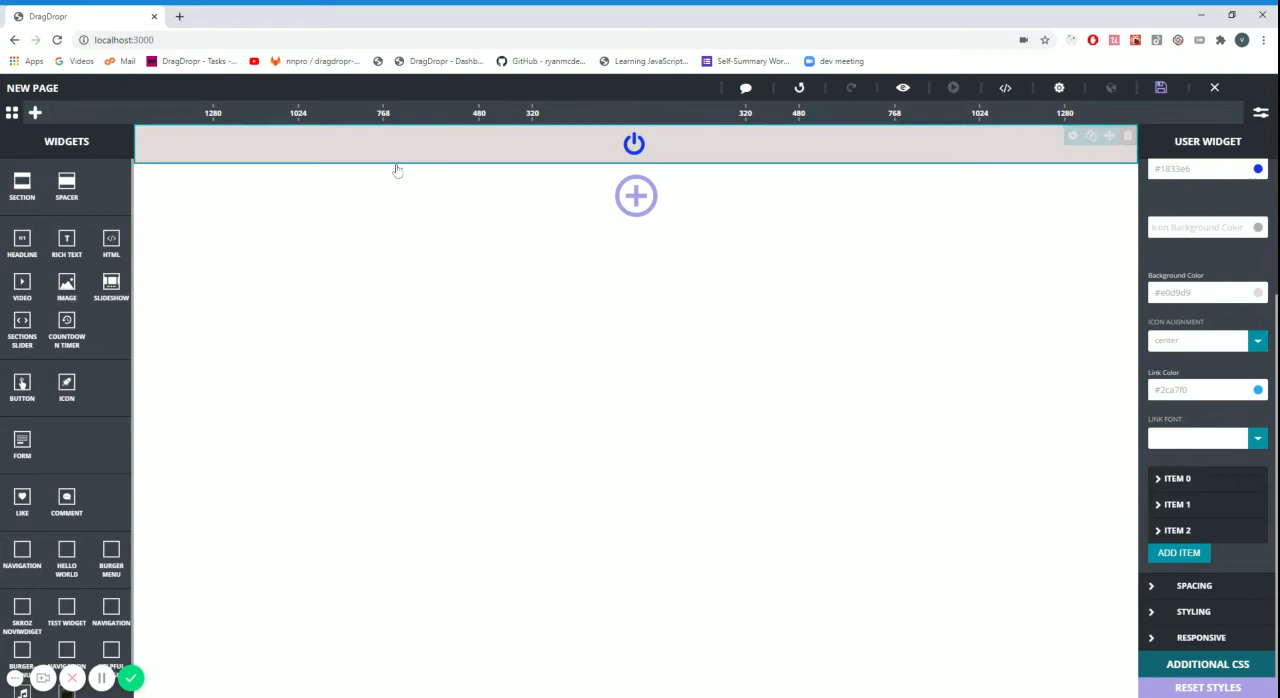 DragDropr
localhost:3000
Apps
Videos
Mail
DragDropr - Tasks -...
nnpro / dragdropr-...
DragDropr - Dashb...
GitHub - ryanmcde...
Learning JavaScript...
Self-Summary Wor...
dev meeting
NEW PAGE
1280 1024 768 480 320 320 480 768 1024 1280
WIDGETS
SECTION SPACER
HEADLINE RICH TEXT HTML
VIDEO IMAGE SLIDESHOW
SECTIONS SLIDER
COUNTDOW N TIMER
BUTTON ICON
FORM
LIKE COMMENT
NAVIGATION
HELLO WORLD
BURGER MENU
SKROZ NOVIWDIGET
TEST WIDGET
NAVIGATION
USER WIDGET
#1833e6
Icon Background Color
Background Color
#e0d9d9
ICON ALIGNMENT
center
Link Color
#2ca7f0
LINK FONT
ITEM 0
ITEM 1
ITEM 2
ADD ITEM
SPACING
STYLING
RESPONSIVE
ADDITIONAL CSS
RESET STYLES